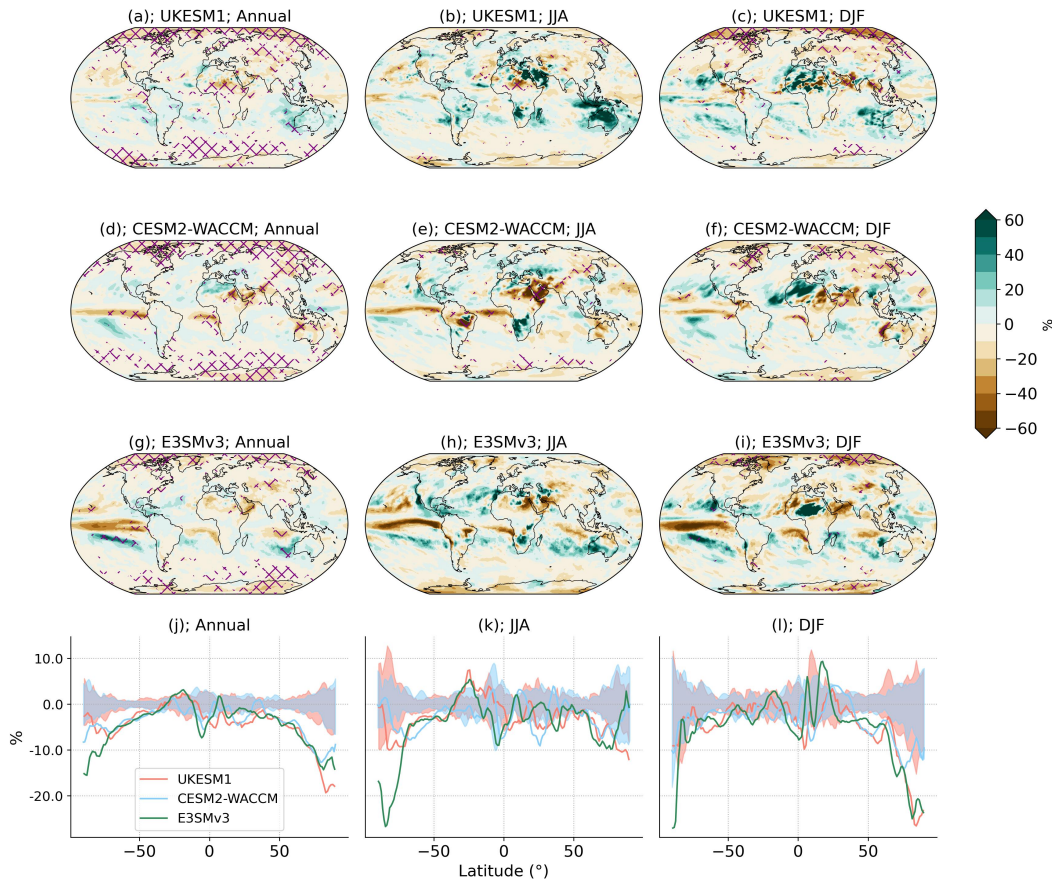 (a); UKESM1; Annual
(b); UKESM1; JJA
(c); UKESM1; DJF
(d); CESM2-WACCM; Annual
(e); CESM2-WACCM; JJA
(f); CESM2-WACCM; DJF
60
40
20
0
−20
−40
−60
%
(g); E3SMv3; Annual
(h); E3SMv3; JJA
(i); E3SMv3; DJF
(j); Annual
(k); JJA
(l); DJF
10.0
0.0
-10.0
-20.0
%
UKESM1
CESM2-WACCM
E3SMv3
−50 0 50
−50 0 50
−50 0 50
Latitude (°)